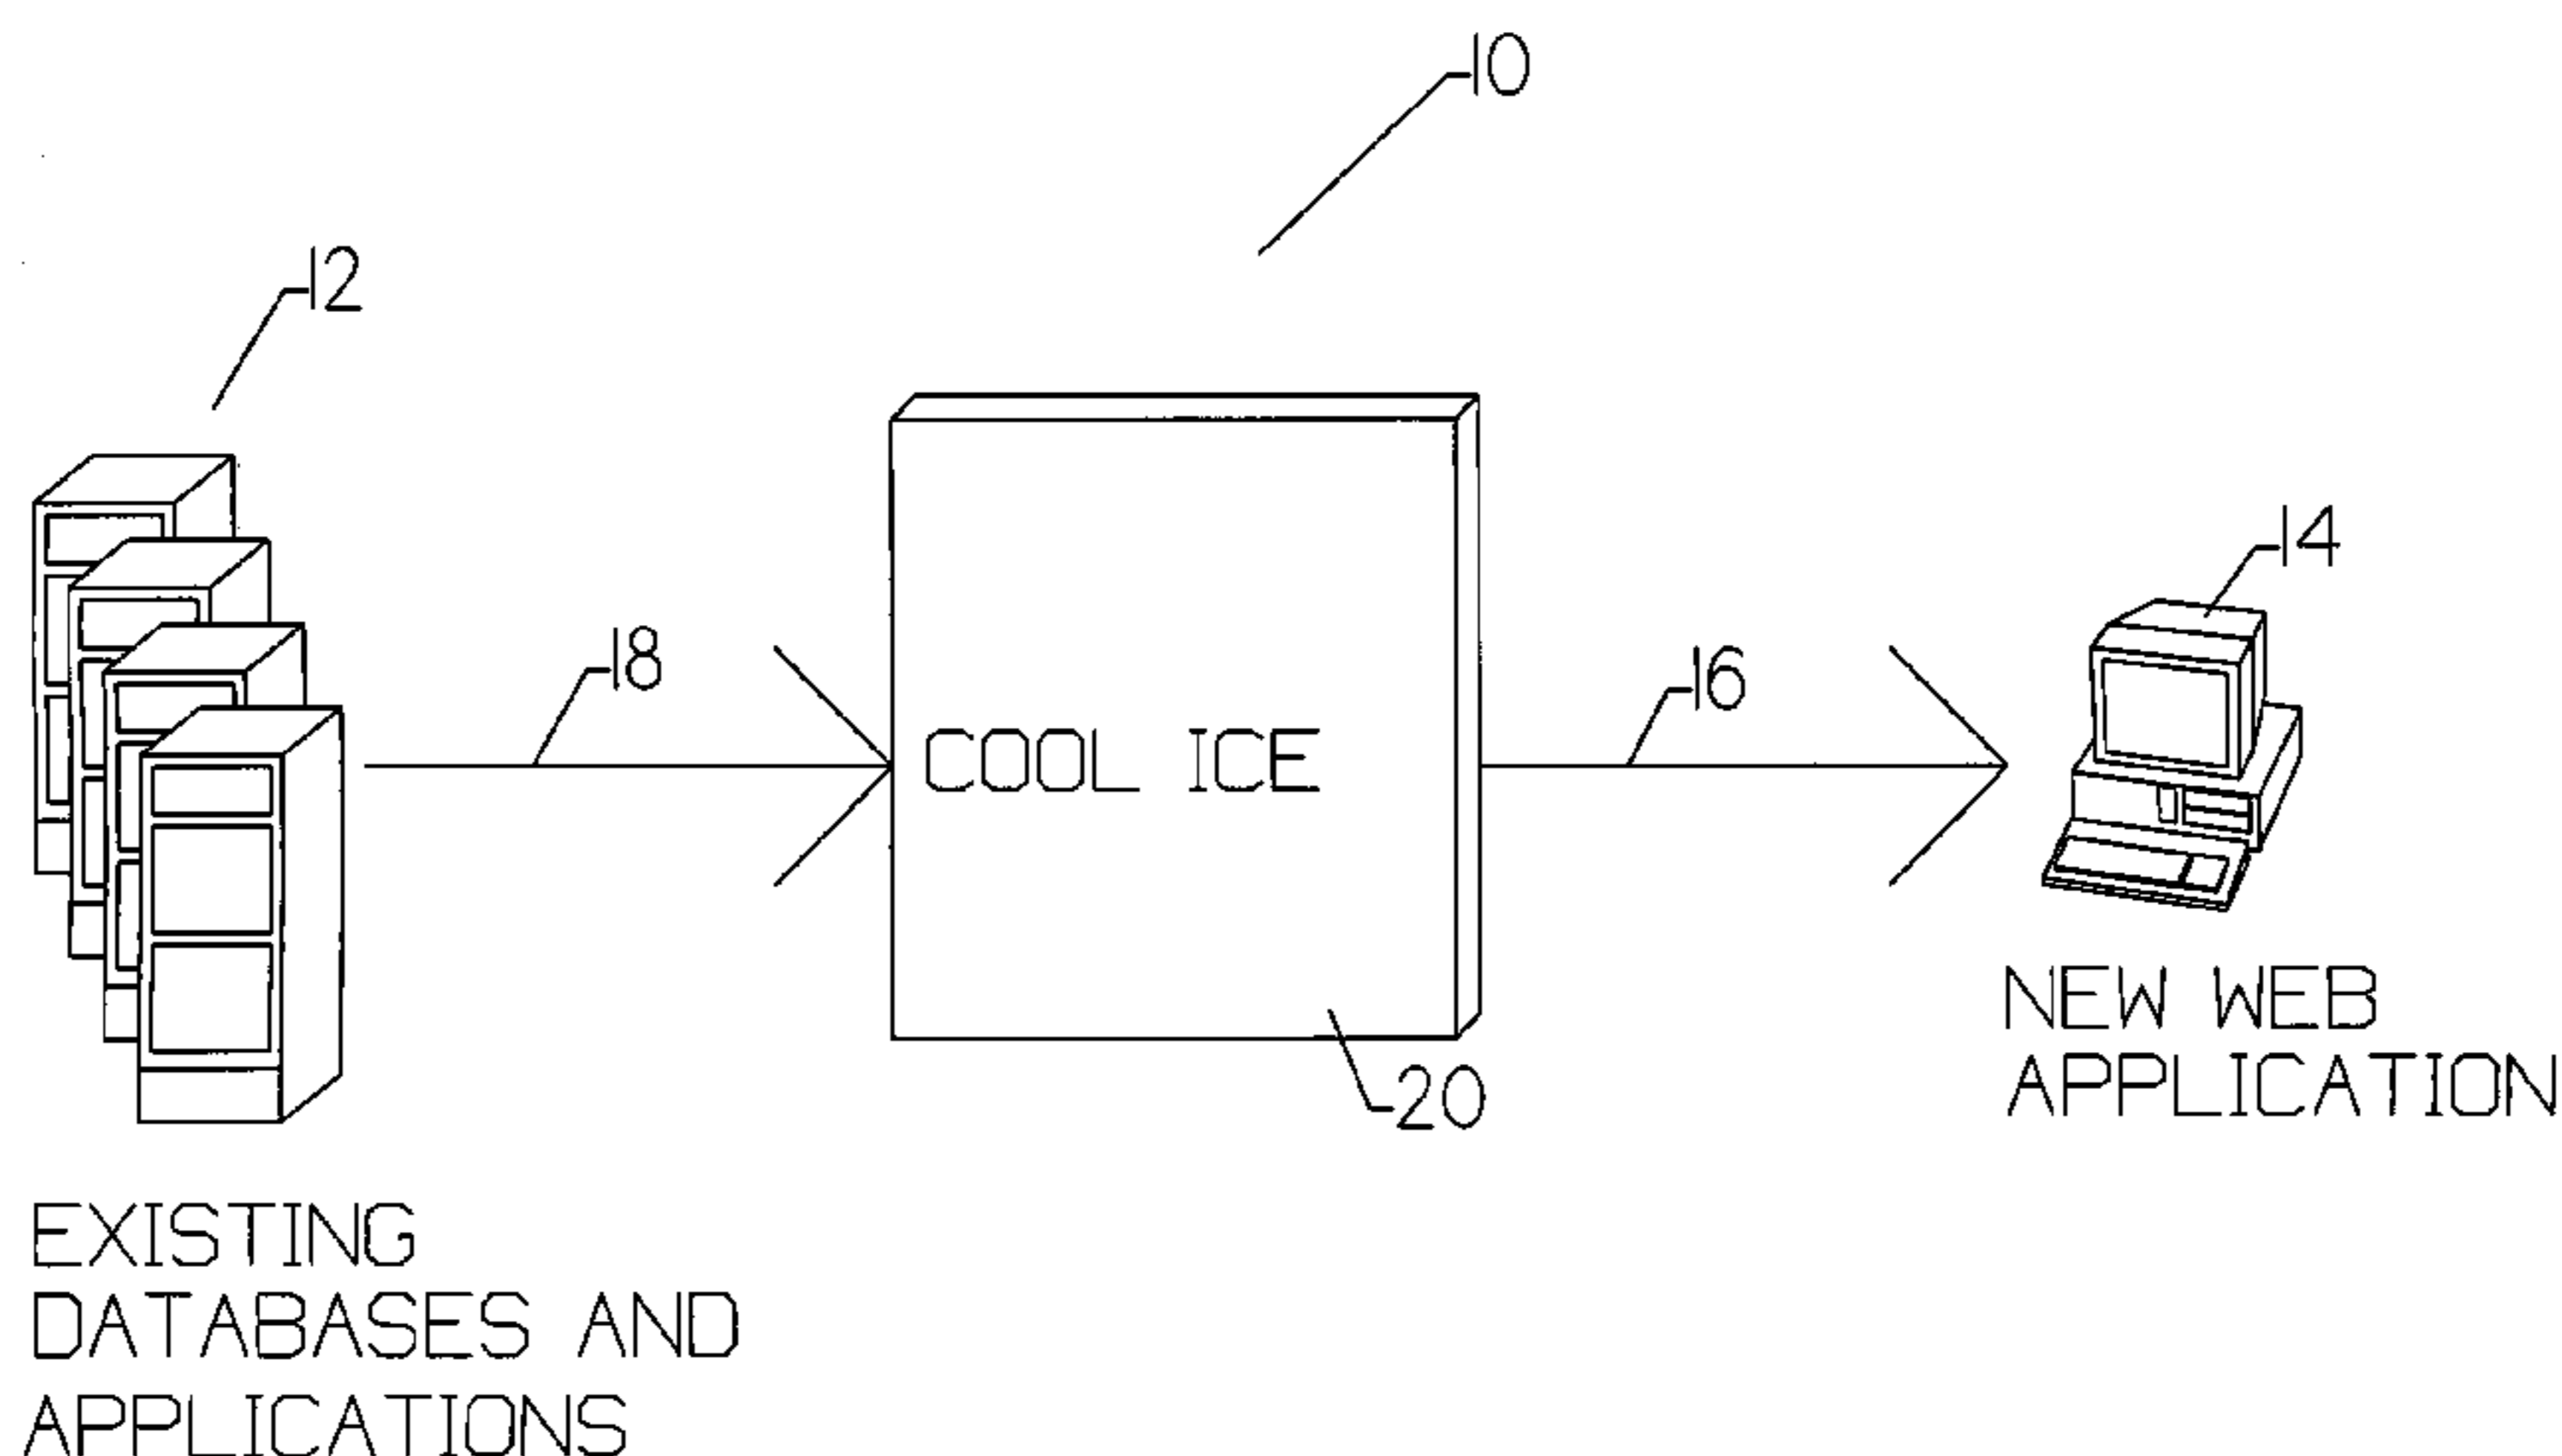 10
12
14
18
16
COOL ICE
20
NEW WEB
APPLICATION
EXISTING
DATABASES AND
APPLICATIONS